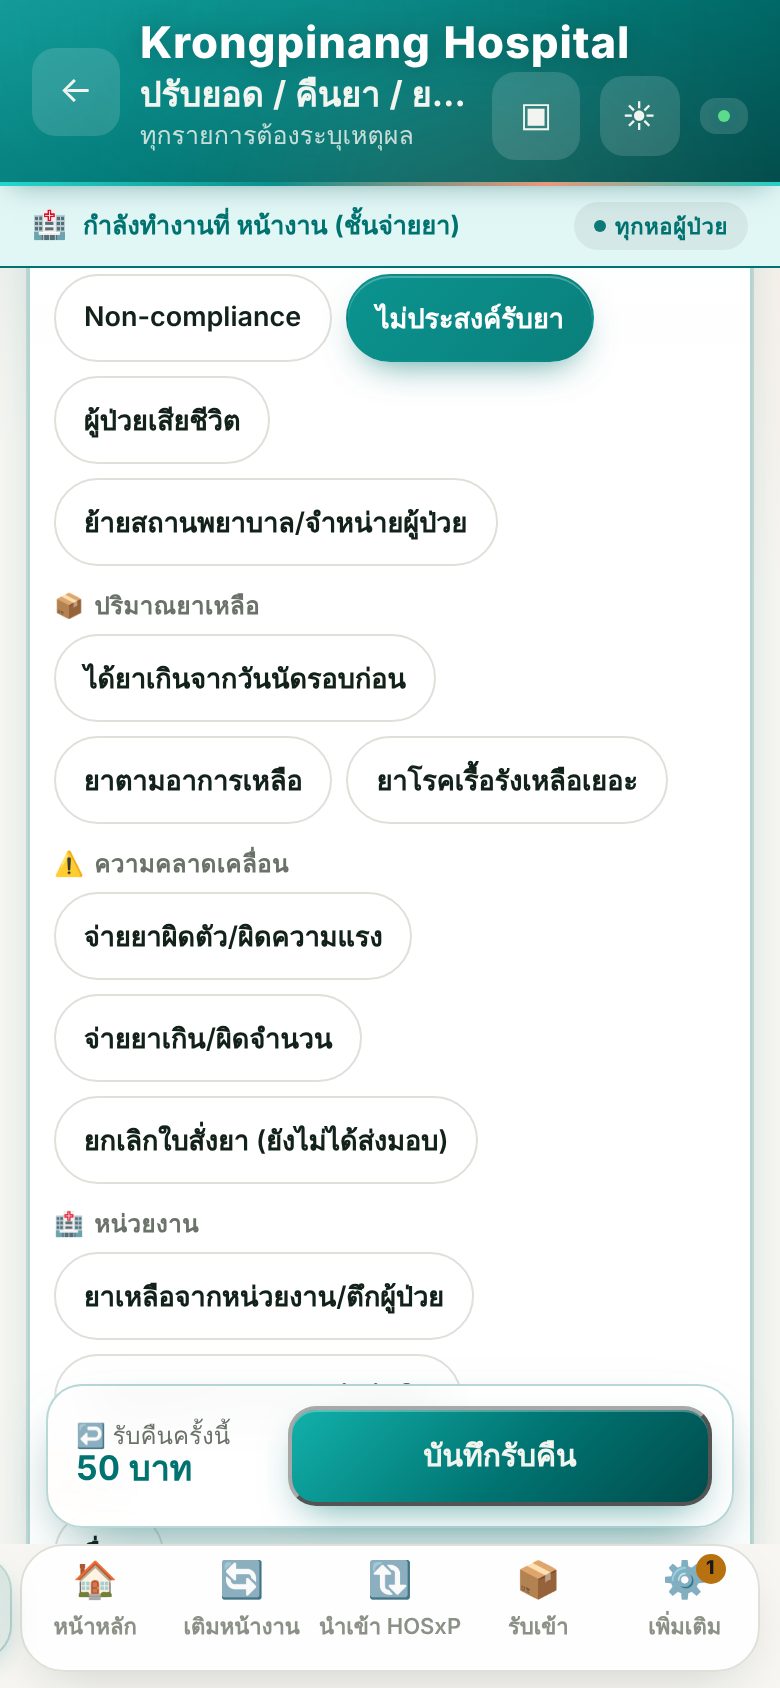 Krongpinang Hospital
ปรับยอด / คืนยา / ย...
ทุกรายการต้องระบุเหตุผล
กำลังทำงานที่ หน้างาน (ชั้นจ่ายยา)
ทุกหอผู้ป่วย
Non-compliance
ไม่ประสงค์รับยา
ผู้ป่วยเสียชีวิต
ย้ายสถานพยาบาล/จำหน่ายผู้ป่วย
ปริมาณยาเหลือ
ได้ยาเกินจากวันนัดรอบก่อน
ยาตามอาการเหลือ
ยาโรคเรื้อรังเหลือเยอะ
ความคลาดเคลื่อน
จ่ายยาผิดตัว/ผิดความแรง
จ่ายยาเกิน/ผิดจำนวน
ยกเลิกใบสั่งยา (ยังไม่ได้ส่งมอบ)
หน่วยงาน
ยาเหลือจากหน่วยงาน/ตึกผู้ป่วย
รับคืนครั้งนี้
50 บาท
บันทึกรับคืน
หน้าหลัก
เติมหน้างาน
นำเข้า HOSxP
รับเข้า
1
เพิ่มเติม